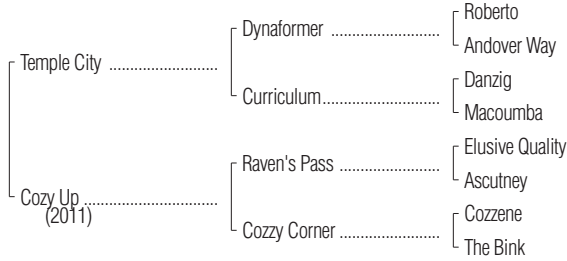 Roberto
Dynaformer ........................
Andover Way
Temple City ........................
Danzig
Curriculum........................
Macoumba
Elusive Quality
Raven's Pass ........................
Ascutney
Cozy Up ........................
(2011)
Cozzene
Cozzy Corner ........................
The Bink